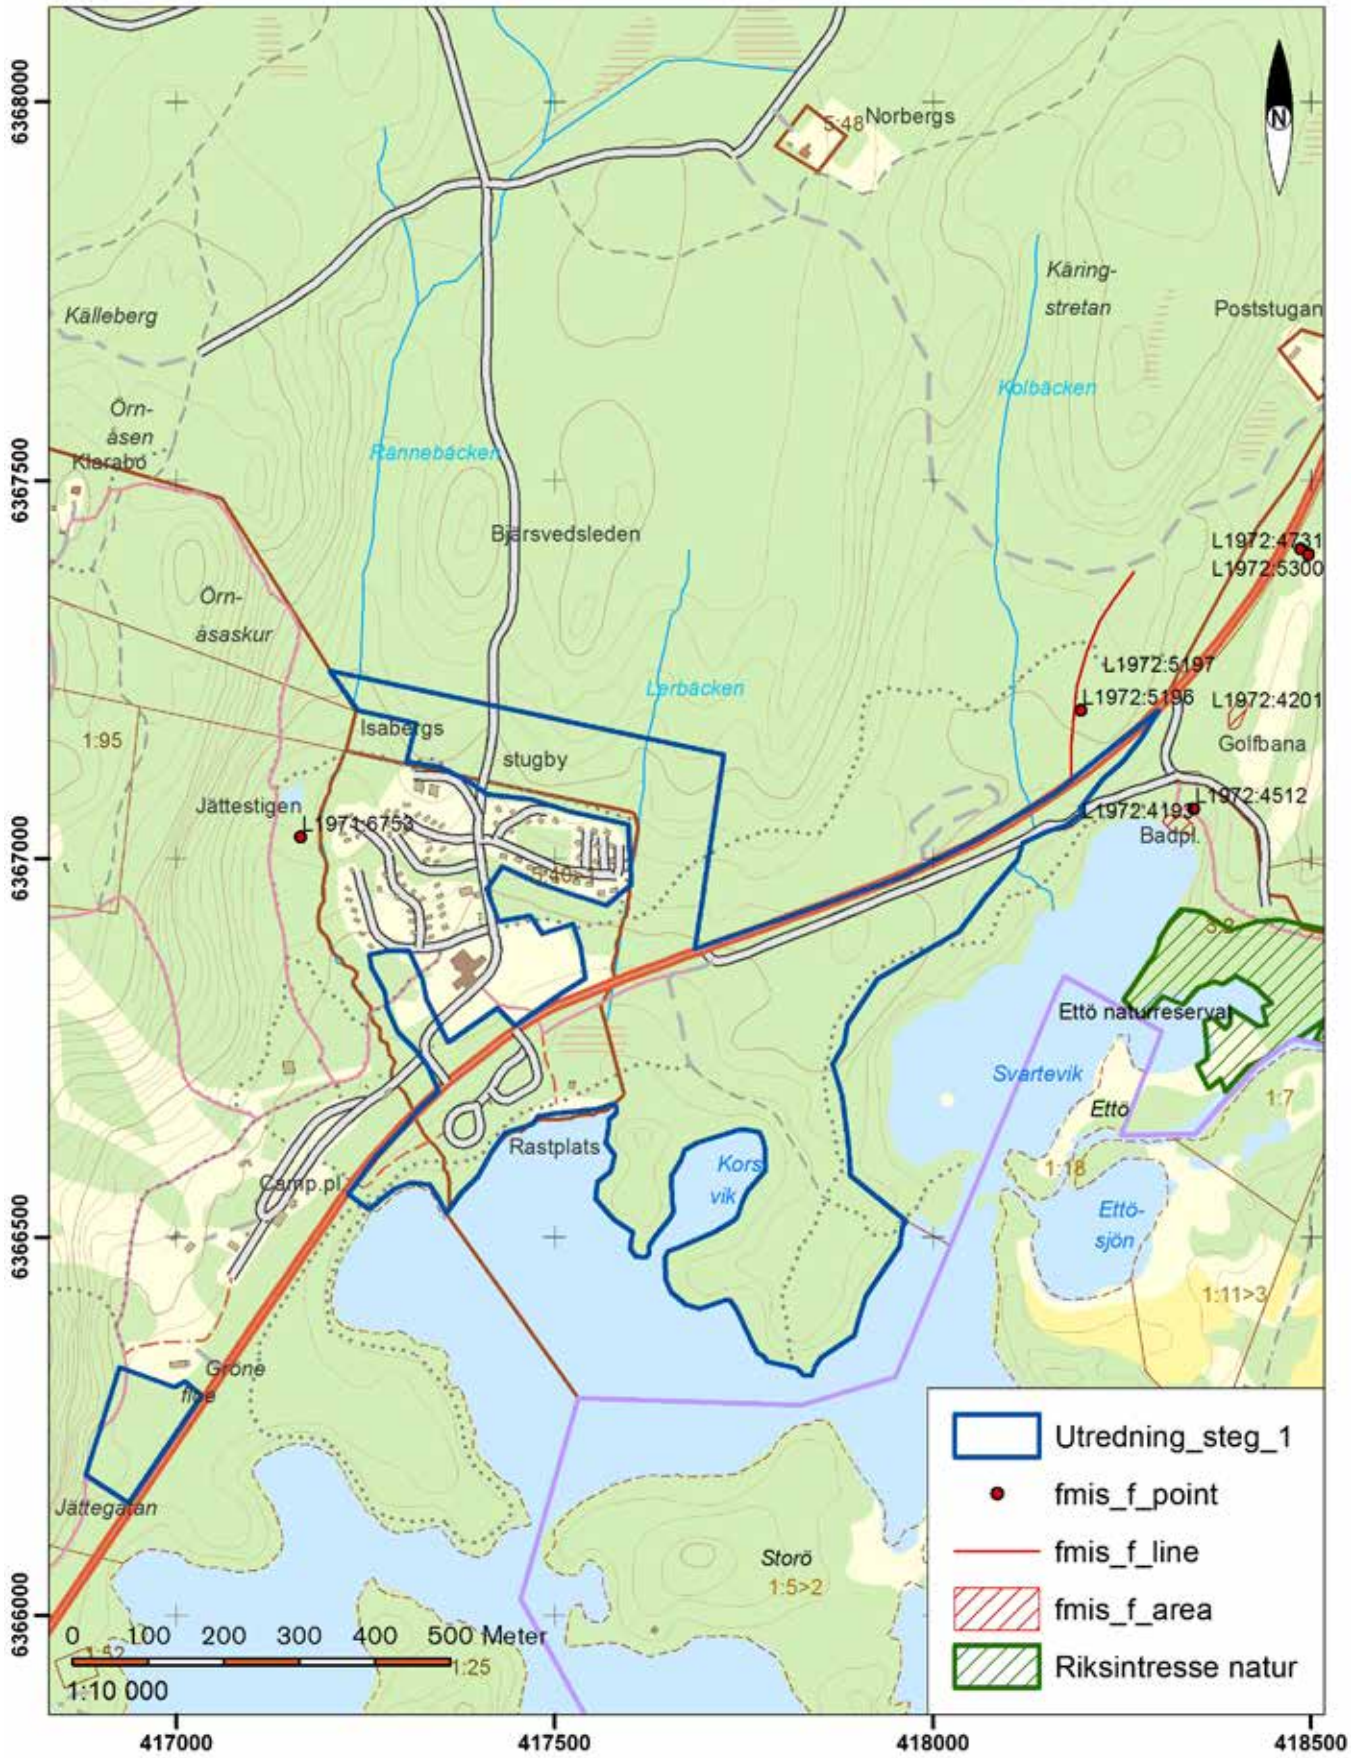 6368000
6367500
6367000
6366500
6366000
N
5:48
Norbergs
Käring-
stretan
Källeberg
Poststugan
Kolbäcken
Örn-
åsen
Klarabo
Rännebäcken
Bjärsvedsleden
L1972:4731
L1972:5300
Örn-
åsaskur
L1972:5197
Lerbäcken
L1972:5196
L1972:4201
Isabergs
1:95
Golfbana
stugby
Jättestigen
L1972:4512
L1972:4193
L1971:6753
Badpl.
Ettö naturreservat
Svartevik
1:7
Ettö
Rastplats
Kors
vik
1:18
Camp.pl.
Ettö-
sjön
1:11>3
Gröne
Jättegatan
Storö
1:5>2
Utredning_steg_1
fmis_f_point
fmis_f_line
fmis_f_area
Riksintresse natur
0 100 200 300 400 500 Meter
1:52
1:25
1:10 000
417000 417500 418000 418500